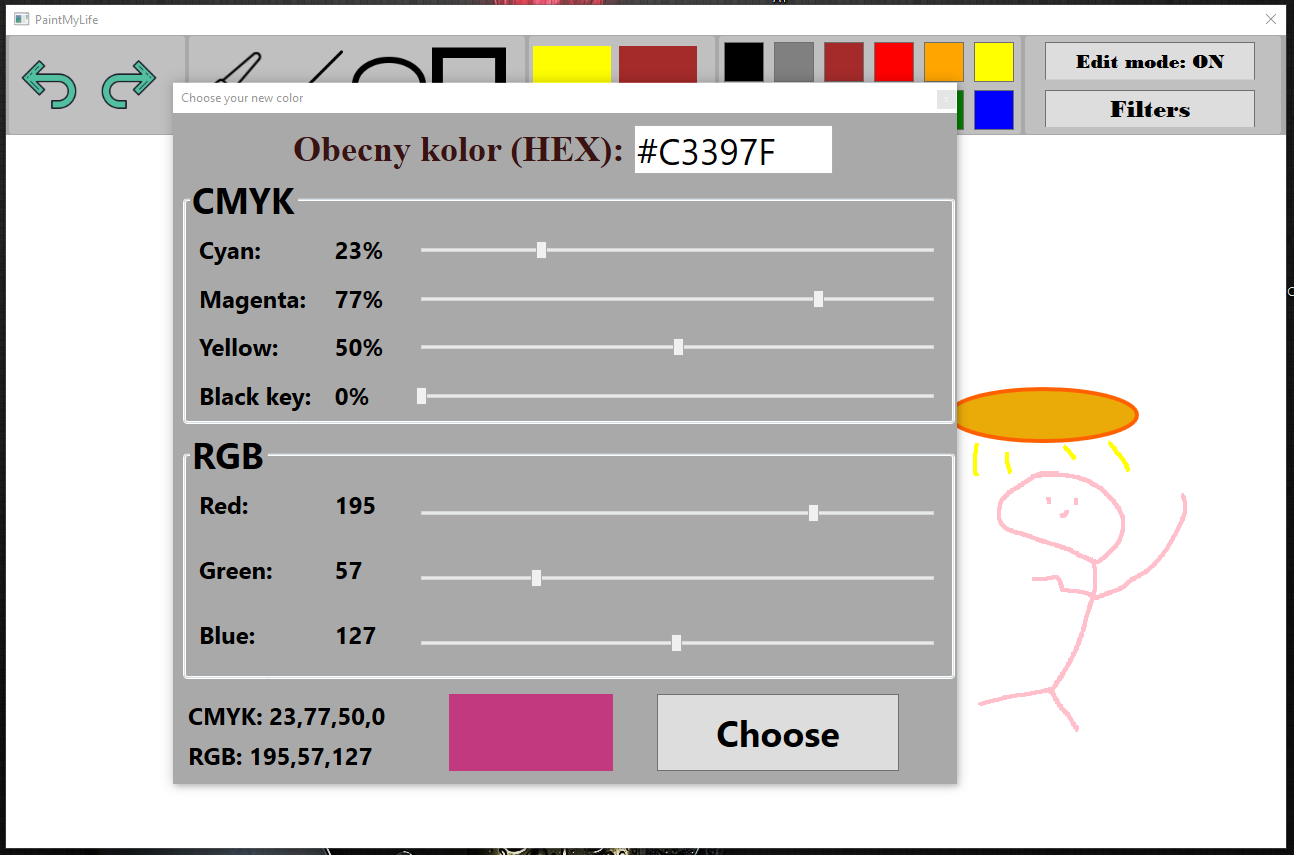 PaintMyLife
Edit mode: ON
Filters
Choose your new color
Obecny kolor (HEX): #C3397F
CMYK
Cyan: 23%
Magenta: 77%
Yellow: 50%
Black key: 0%
RGB
Red: 195
Green: 57
Blue: 127
CMYK: 23,77,50,0
RGB: 195,57,127
Choose